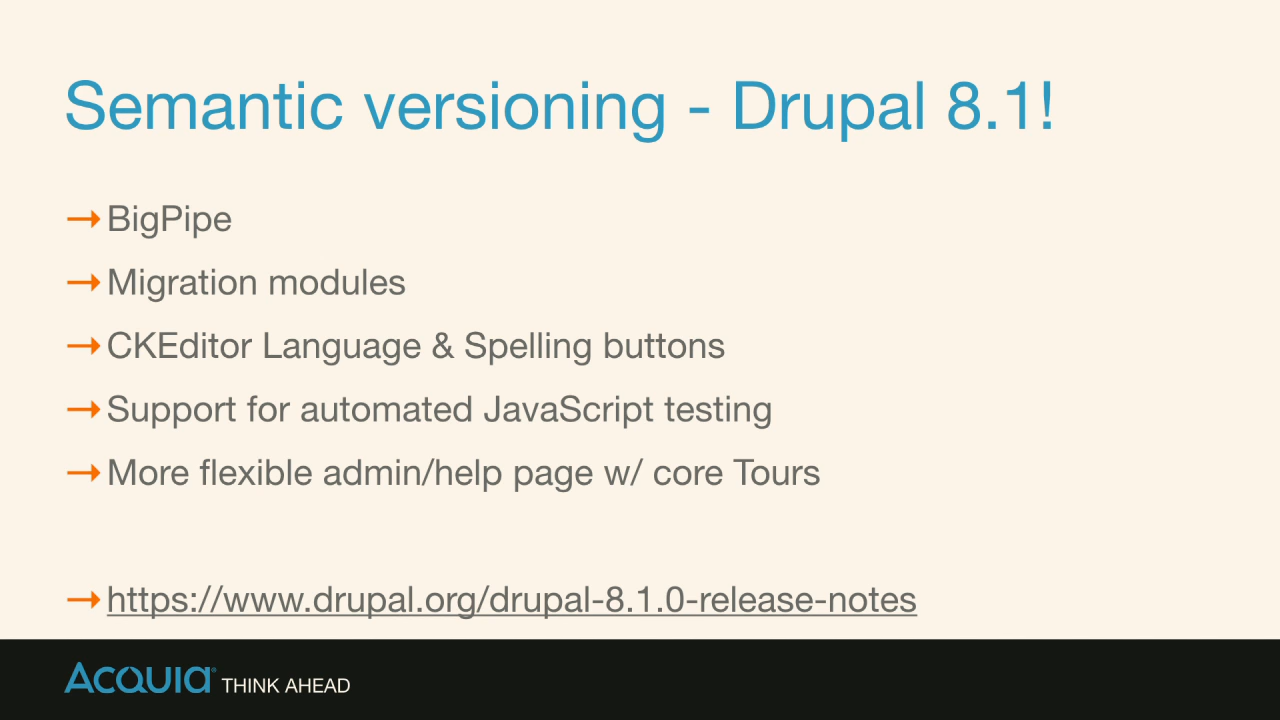 Semantic versioning - Drupal 8.1!
→ BigPipe
→ Migration modules
→ CKEditor Language & Spelling buttons
→ Support for automated JavaScript testing
→ More flexible admin/help page w/ core Tours
→ https://www.drupal.org/drupal-8.1.0-release-notes
ACQUIA® THINK AHEAD